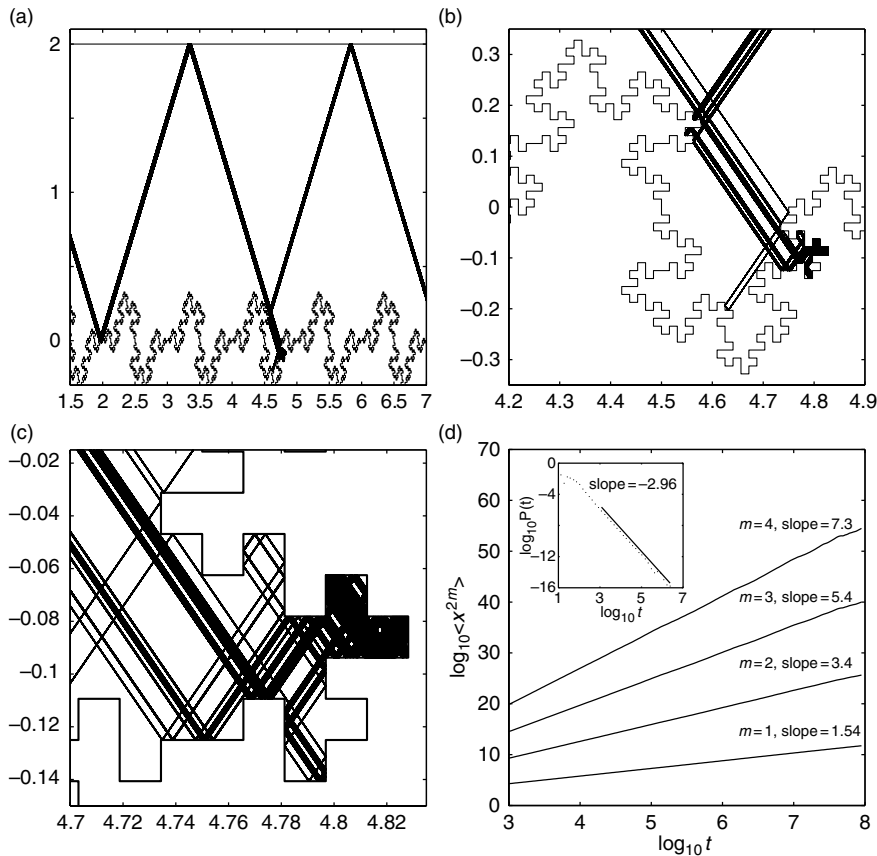 (a)
2
1
0
1.5 2 2.5 3 3.5 4 4.5 5 5.5 6 6.5 7
(b)
0.3
0.2
0.1
0
−0.1
−0.2
−0.3
4.2 4.3 4.4 4.5 4.6 4.7 4.8 4.9
(c)
−0.02
−0.04
−0.06
−0.08
−0.1
−0.12
−0.14
4.7 4.72 4.74 4.76 4.78 4.8 4.82
(d)
70
60
50
40
30
20
10
0
log10<x2m>
3 4 5 6 7 8
log10 t
0
−4
−12
−16
log10P(t)
slope=−2.96
1 3 5 7
log10 t
m=4, slope=7.3
m=3, slope=5.4
m=2, slope=3.4
m=1, slope=1.54